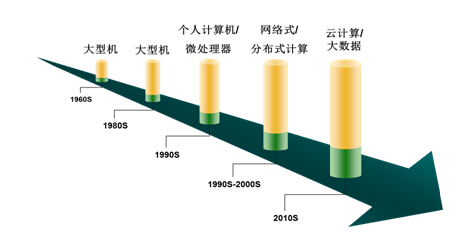 大型机
大型机
个人计算机/
微处理器
网络式/
分布式计算
云计算/
大数据
1960S
1980S
1990S
1990S-2000S
2010S